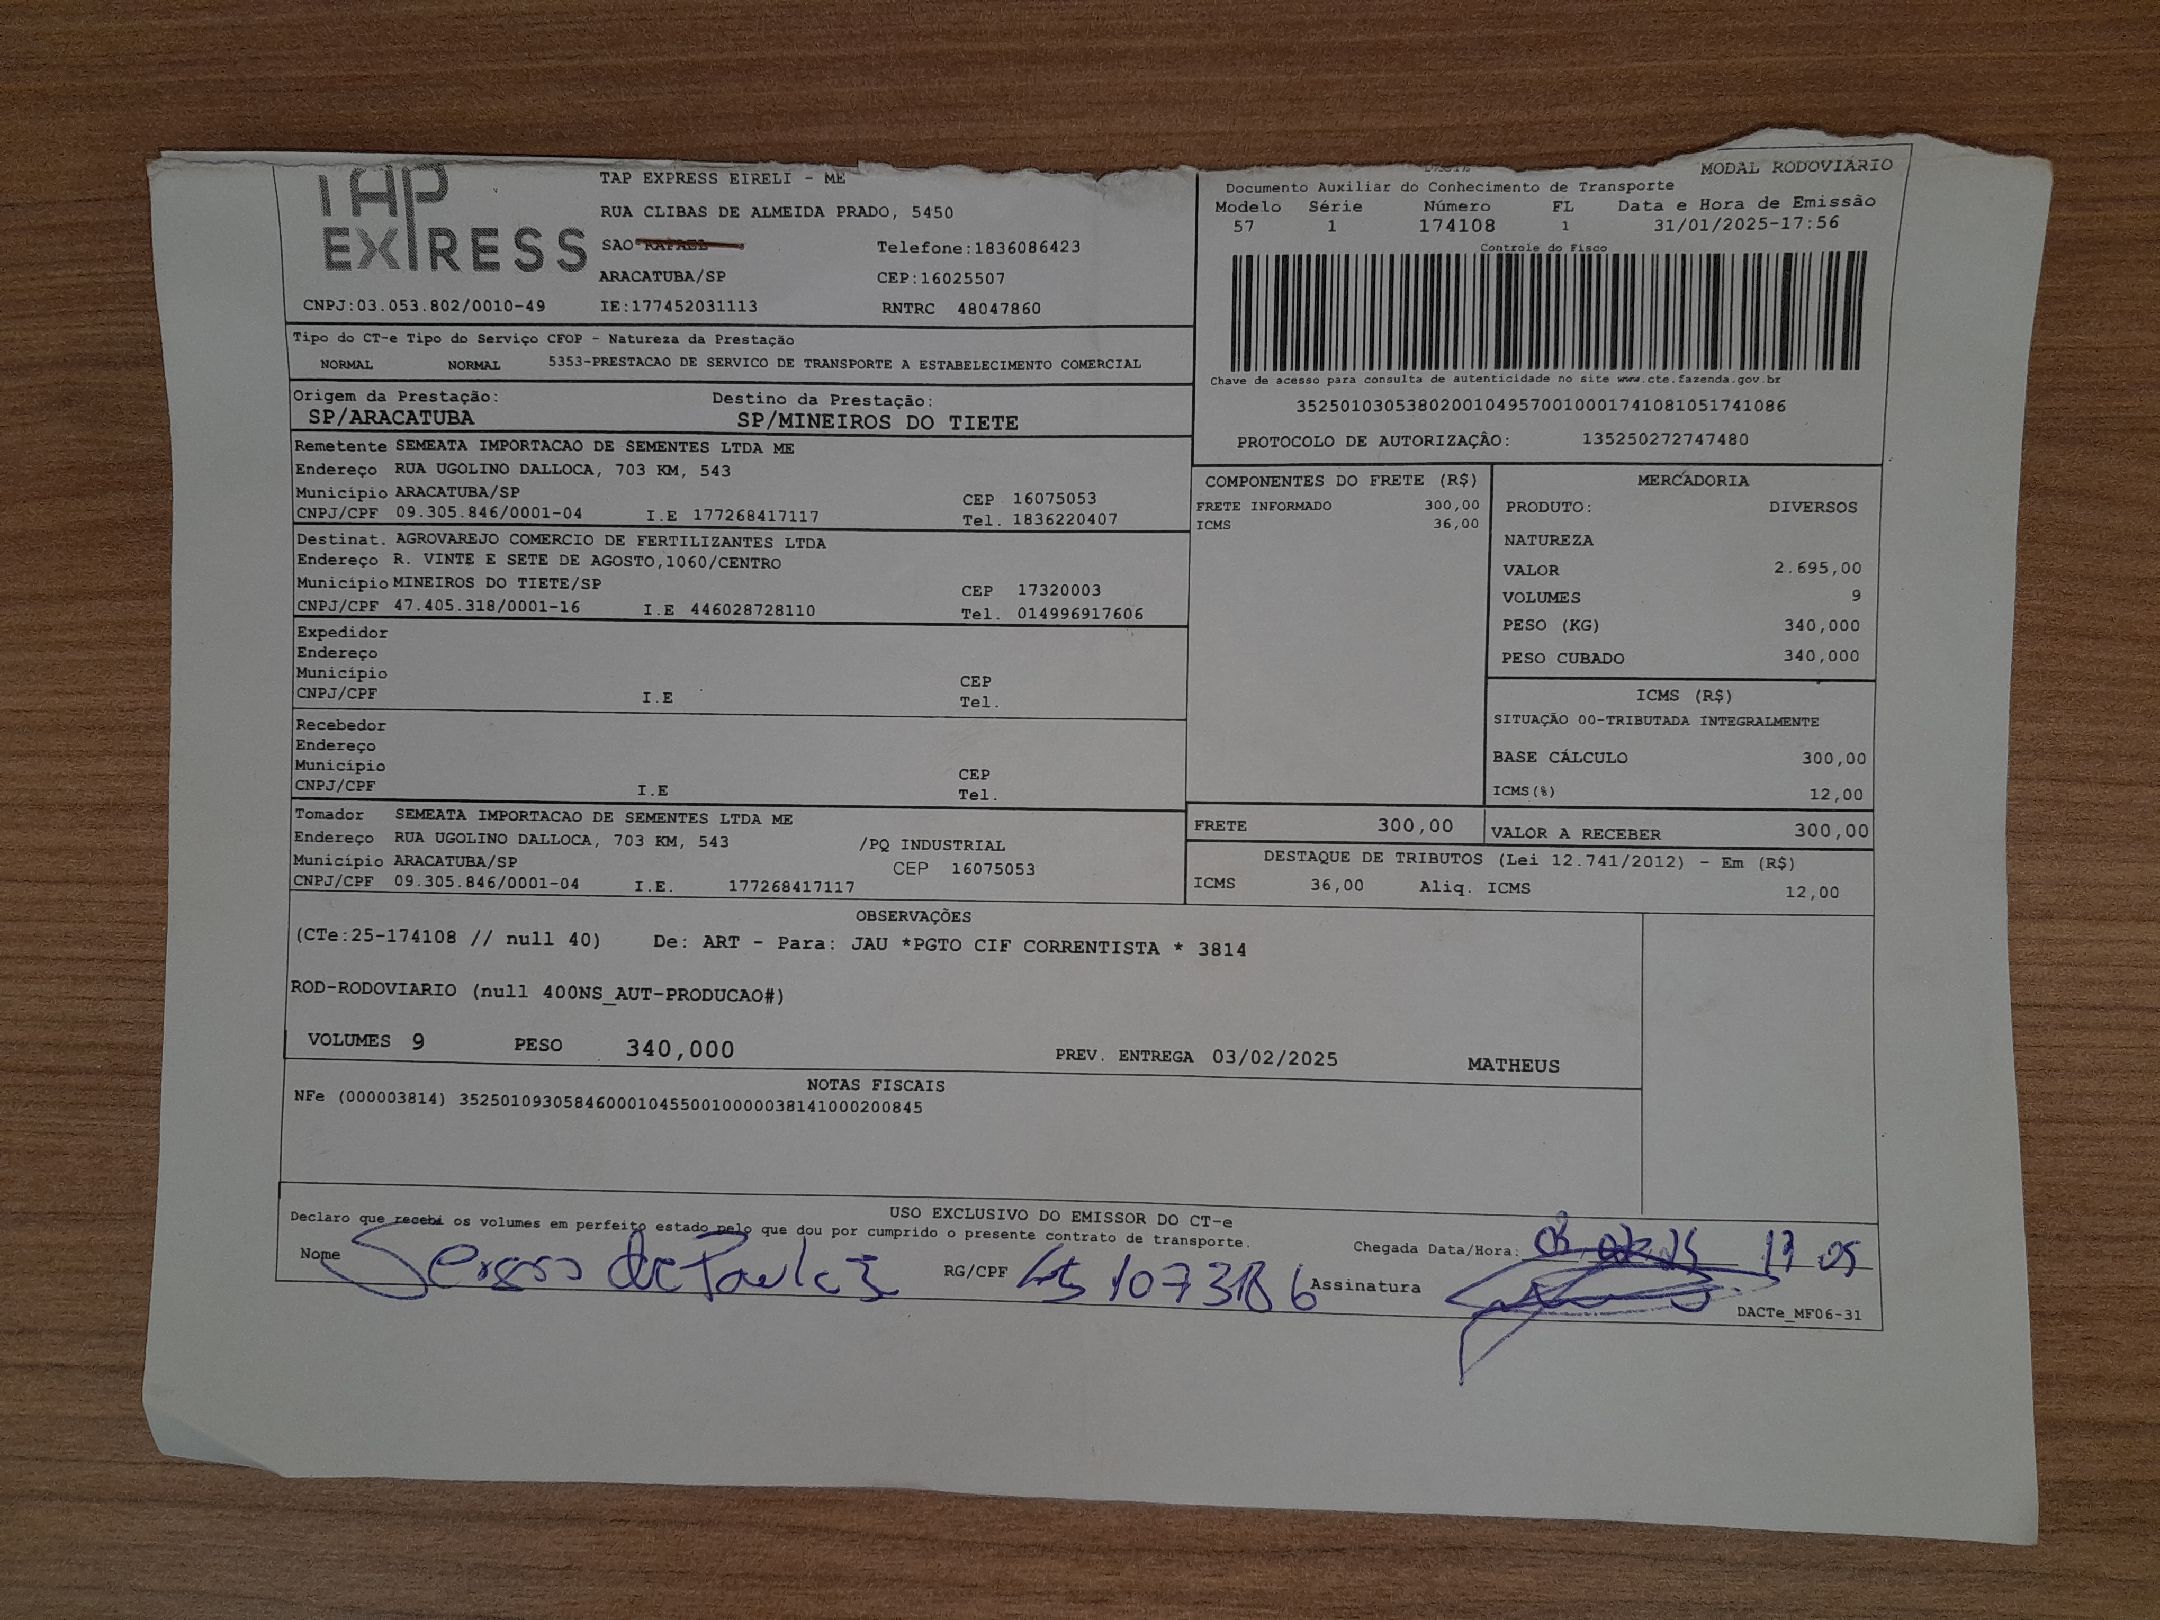 TAP
EXPRESS
TAP EXPRESS EIRELI - ME
RUA CLIBAS DE ALMEIDA PRADO, 5450
SAO RAFAEL Telefone:1836086423
ARACATUBA/SP CEP:16025507
CNPJ:03.053.802/0010-49 IE:177452031113 RNTRC 48047860
MODAL RODOVIÁRIO
Documento Auxiliar do Conhecimento de Transporte
Modelo Série Número FL Data e Hora de Emissão
57 1 174108 1 31/01/2025-17:56
Controle do Fisco
Chave de acesso para consulta de autenticidade no site www.cte.fazenda.gov.br
35250103053802001049570010001741081051741086
PROTOCOLO DE AUTORIZAÇÃO: 135250272747480
Tipo do CT-e Tipo do Serviço CFOP - Natureza da Prestação
NORMAL NORMAL 5353-PRESTACAO DE SERVICO DE TRANSPORTE A ESTABELECIMENTO COMERCIAL
Origem da Prestação: Destino da Prestação:
SP/ARACATUBA SP/MINEIROS DO TIETE
Remetente SEMEATA IMPORTACAO DE SEMENTES LTDA ME
Endereço RUA UGOLINO DALLOCA, 703 KM, 543
Município ARACATUBA/SP CEP 16075053
CNPJ/CPF 09.305.846/0001-04 I.E 177268417117 Tel. 1836220407
Destinat. AGROVAREJO COMERCIO DE FERTILIZANTES LTDA
Endereço R. VINTE E SETE DE AGOSTO,1060/CENTRO
Município MINEIROS DO TIETE/SP CEP 17320003
CNPJ/CPF 47.405.318/0001-16 I.E 446028728110 Tel. 014996917606
Expedidor
Endereço
Município CEP
CNPJ/CPF I.E Tel.
Recebedor
Endereço
Município CEP
CNPJ/CPF I.E Tel.
Tomador SEMEATA IMPORTACAO DE SEMENTES LTDA ME
Endereço RUA UGOLINO DALLOCA, 703 KM, 543 /PQ INDUSTRIAL
Município ARACATUBA/SP CEP 16075053
CNPJ/CPF 09.305.846/0001-04 I.E. 177268417117
COMPONENTES DO FRETE (R$)
FRETE INFORMADO 300,00
ICMS 36,00
MERCADORIA
PRODUTO: DIVERSOS
NATUREZA
VALOR 2.695,00
VOLUMES 9
PESO (KG) 340,000
PESO CUBADO 340,000
ICMS (R$)
SITUAÇÃO 00-TRIBUTADA INTEGRALMENTE
BASE CÁLCULO 300,00
ICMS(%) 12,00
FRETE 300,00 VALOR A RECEBER 300,00
DESTAQUE DE TRIBUTOS (Lei 12.741/2012) - Em (R$)
ICMS 36,00 Aliq. ICMS 12,00
OBSERVAÇÕES
(CTe:25-174108 // null 40) De: ART - Para: JAU *PGTO CIF CORRENTISTA * 3814
ROD-RODOVIARIO (null 400NS_AUT-PRODUCAO#)
VOLUMES 9 PESO 340,000 PREV. ENTREGA 03/02/2025 MATHEUS
NOTAS FISCAIS
NFe (000003814) 35250109305846000104550010000038141000200845
USO EXCLUSIVO DO EMISSOR DO CT-e
Declaro que recebi os volumes em perfeito estado pelo que dou por cumprido o presente contrato de transporte.
Nome de Paula RG/CPF Chegada Data/Hora:
Assinatura
DACTe_MF06-31